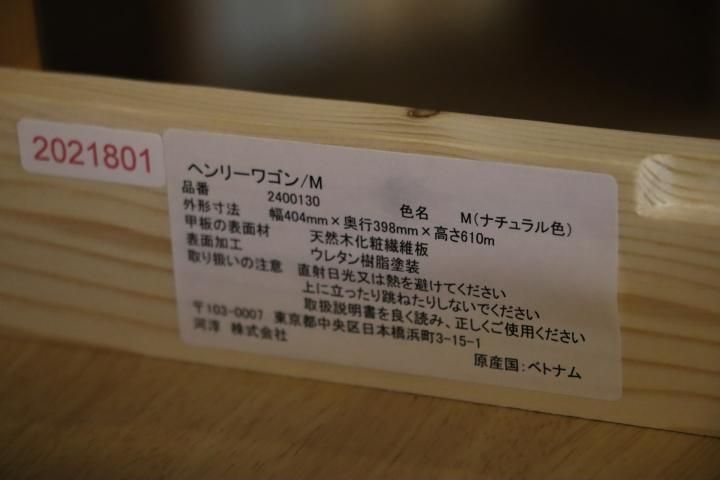 2021801
ヘンリーワゴン/M
品番 2400130 色名 M(ナチュラル色)
外形寸法 幅404mm×奥行398mm×高さ610m
甲板の表面材 天然木化粧繊維板
表面加工 ウレタン樹脂塗装
取り扱いの注意 直射日光又は熱を避けてください
上に立ったり跳ねたりしないでください
取扱説明書を良く読み、正しくご使用ください
〒103-0007 東京都中央区日本橋浜町3-15-1
河淳 株式会社
原産国:ベトナム